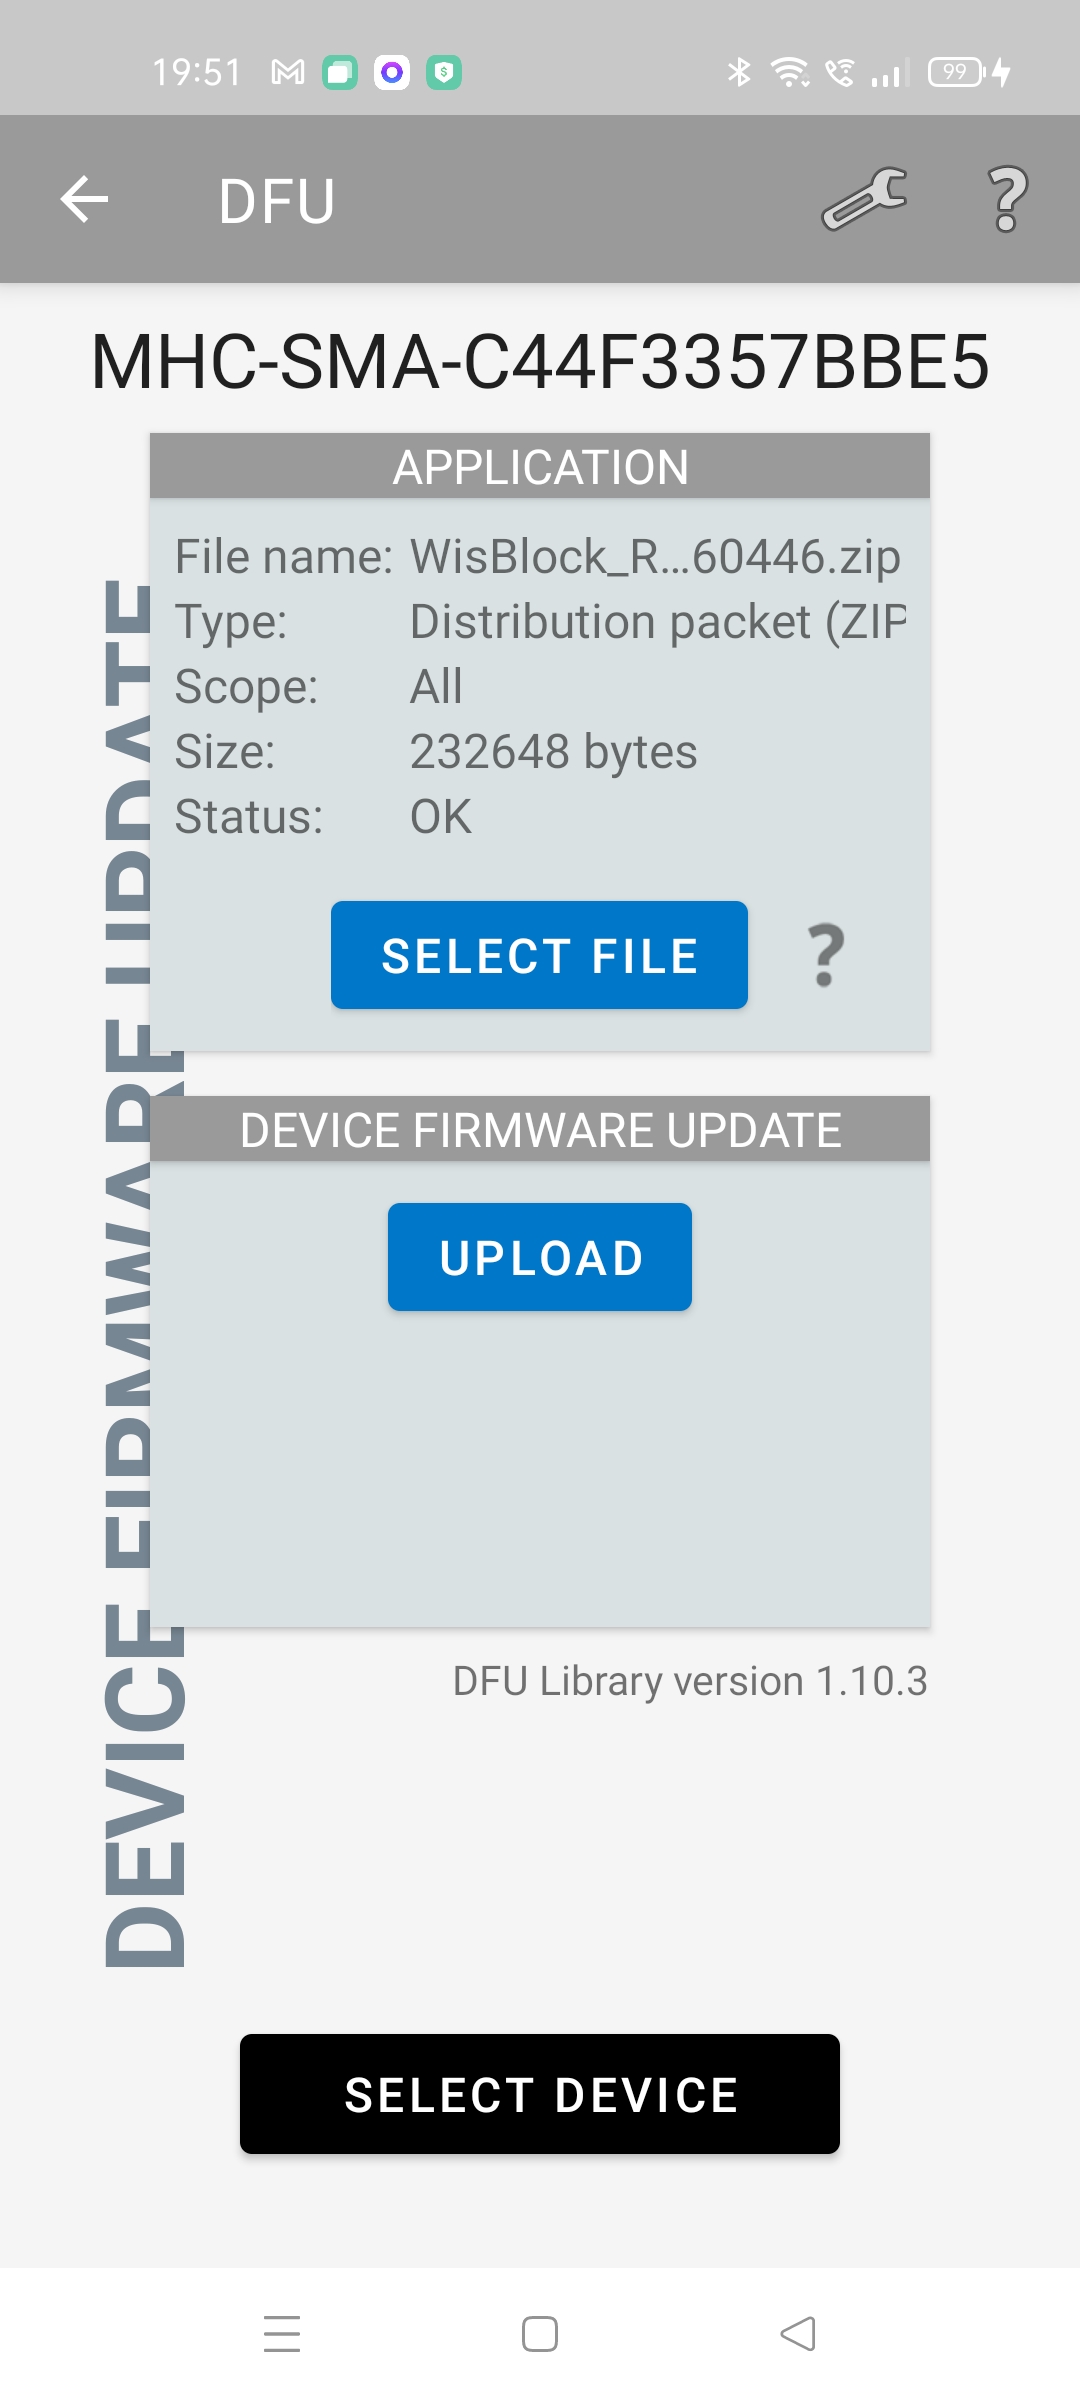 19:51
99
DFU
MHC-SMA-C44F3357BBE5
APPLICATION
File name: WisBlock_R...60446.zip
Type: Distribution packet (ZIP
Scope: All
Size: 232648 bytes
Status: OK
SELECT FILE ?
DEVICE FIRMWARE UPDATE
UPLOAD
DFU Library version 1.10.3
DEVICE FIRMWARE UPDATE
SELECT DEVICE